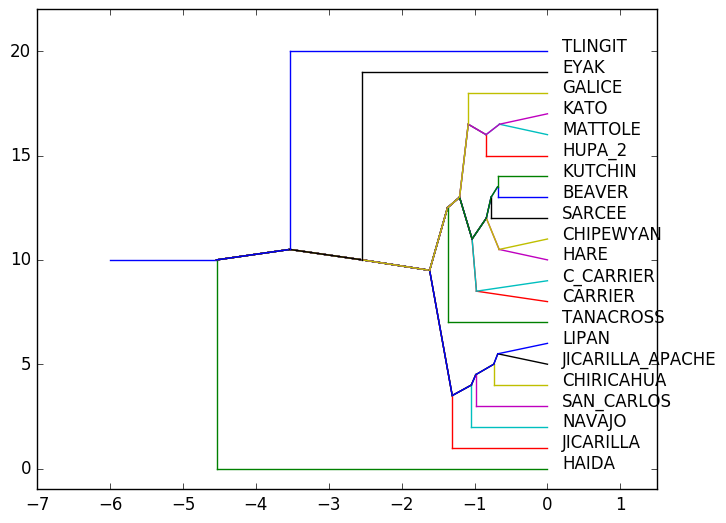 20
15
10
5
0
TLINGIT
EYAK
GALICE
KATO
MATTOLE
HUPA_2
KUTCHIN
BEAVER
SARCEE
CHIPEWYAN
HARE
C_CARRIER
CARRIER
TANACROSS
LIPAN
JICARILLA_APACHE
CHIRICAHUA
SAN_CARLOS
NAVAJO
JICARILLA
HAIDA
−7 −6 −5 −4 −3 −2 −1 0 1